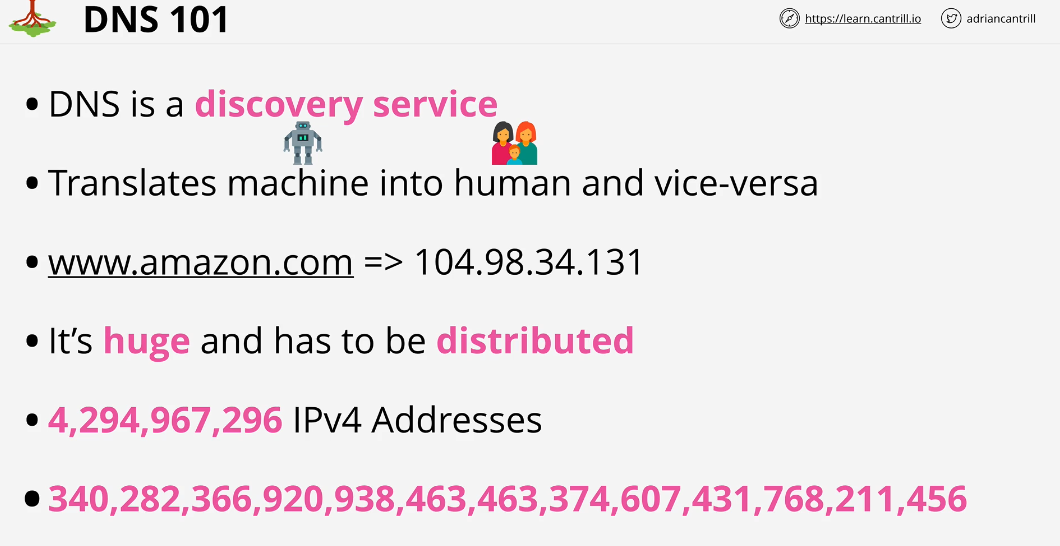 DNS 101
https://learn.cantrill.io
adriancantrill
• DNS is a discovery service
• Translates machine into human and vice-versa
• www.amazon.com => 104.98.34.131
• It’s huge and has to be distributed
• 4,294,967,296 IPv4 Addresses
• 340,282,366,920,938,463,463,374,607,431,768,211,456